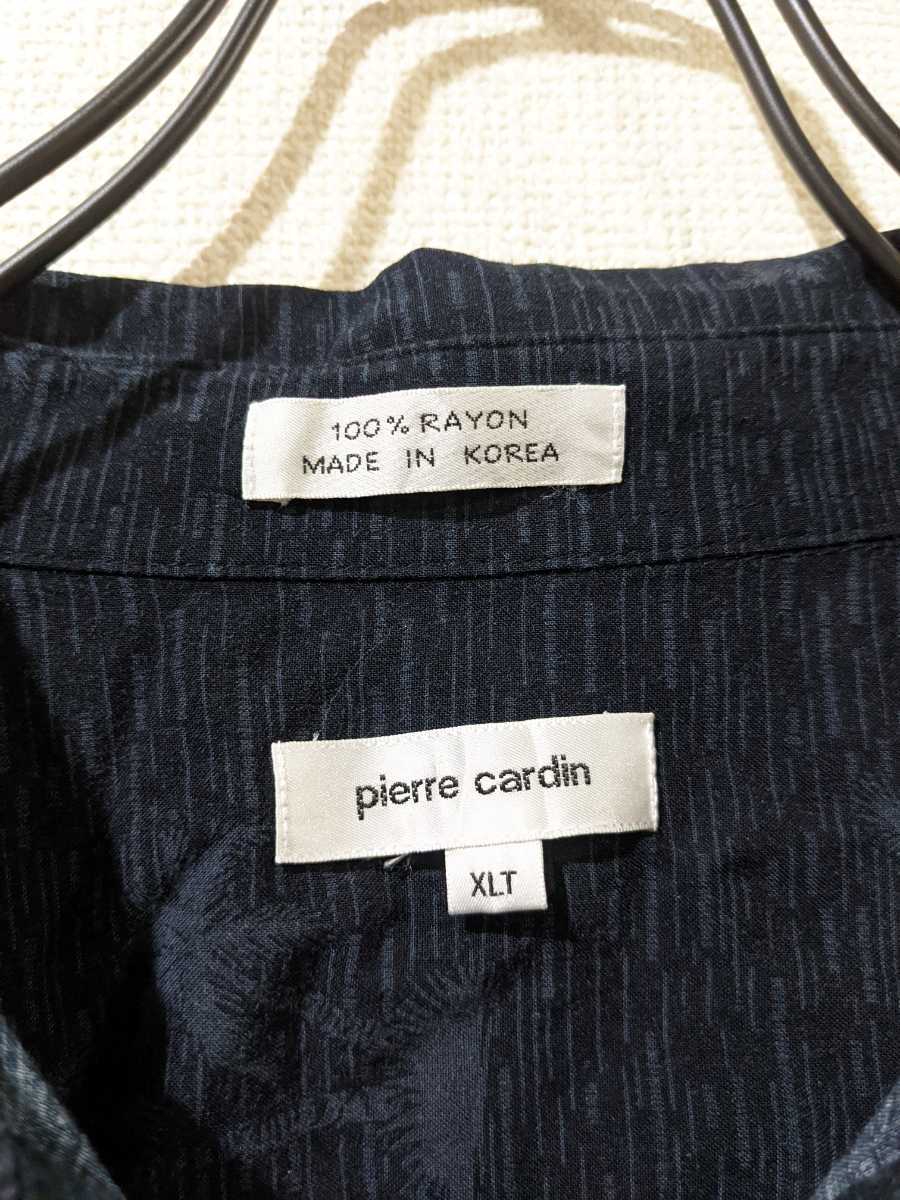 100% RAYON
MADE IN KOREA
pierre cardin
XLT